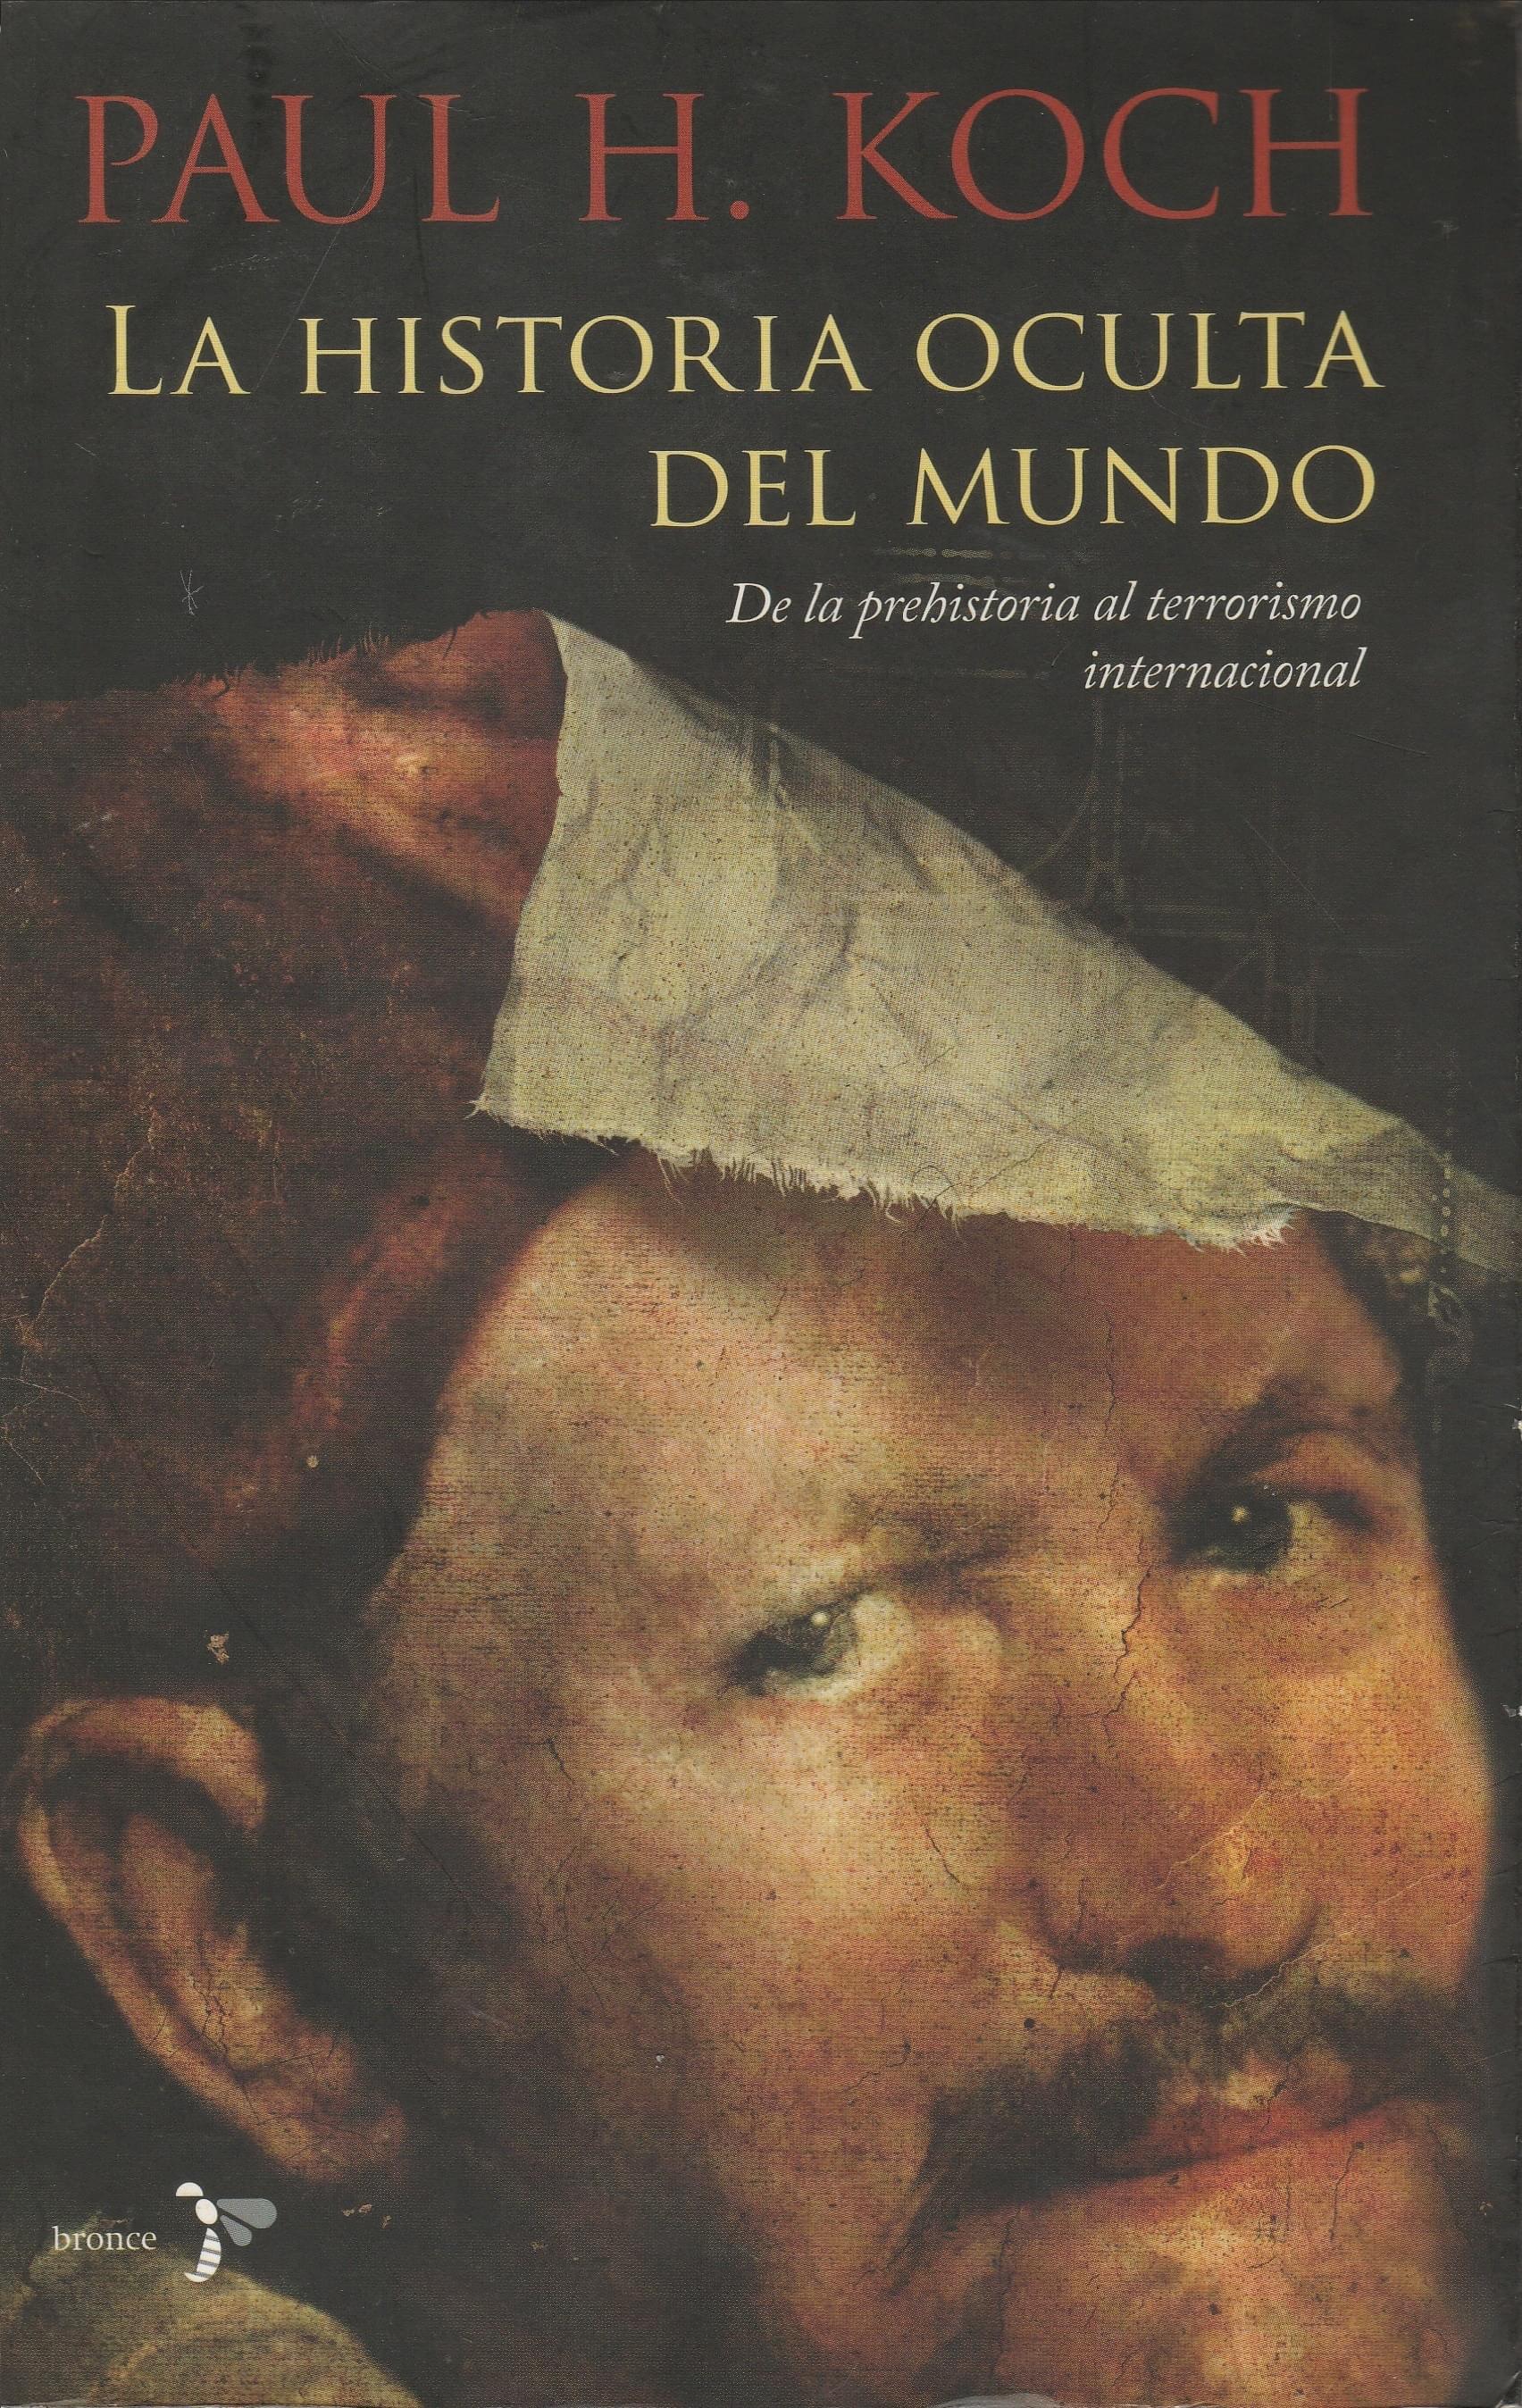 PAUL H. KOCH
LA HISTORIA OCULTA
DEL MUNDO
De la prehistoria al terrorismo
internacional
bronce